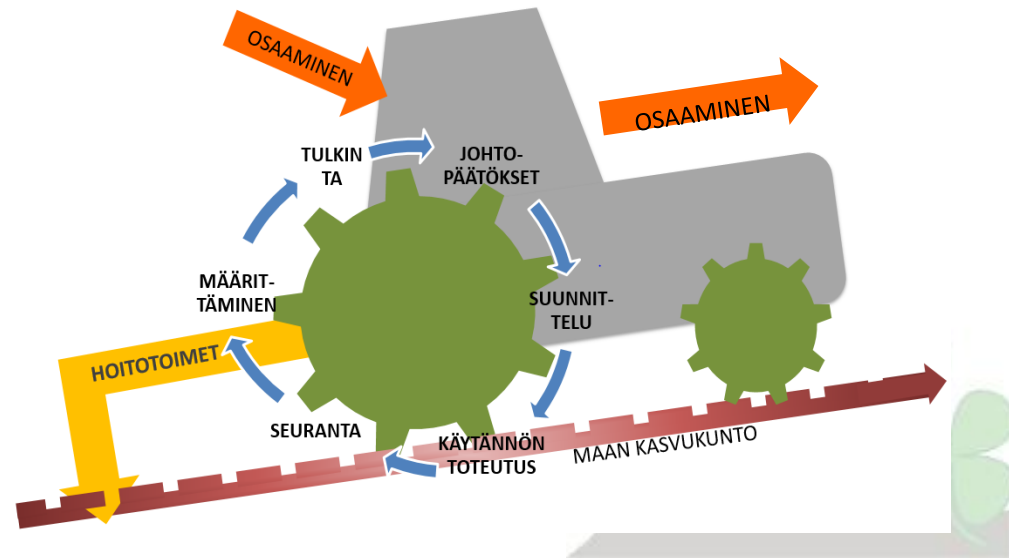 OSAAMINEN
OSAAMINEN
TULKIN
TA
JOHTO-
PÄÄTÖKSET
MÄÄRIT-
TÄMINEN
SUUNNIT-
TELU
HOITOTOIMET
SEURANTA
KÄYTÄNNÖN
TOTEUTUS
MAAN KASVUKUNTO